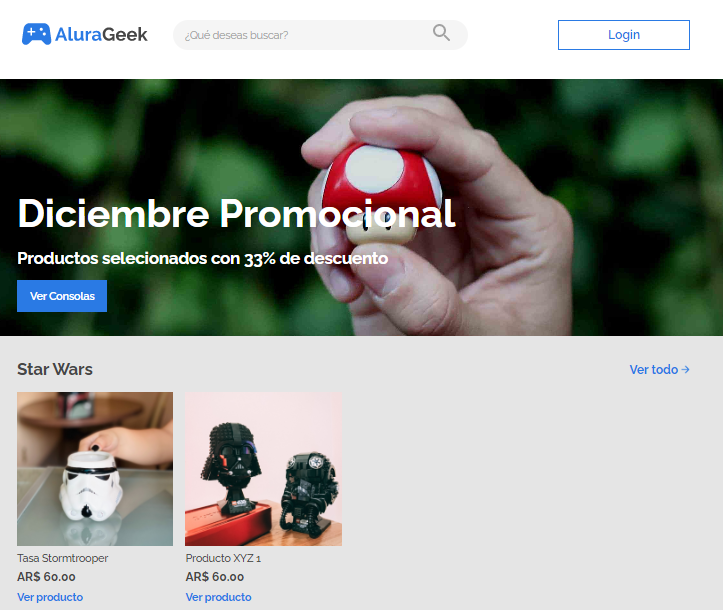 AluraGeek
¿Qué deseas buscar?
Login
Diciembre Promocional
Productos selecionados con 33% de descuento
Ver Consolas
Star Wars
Ver todo →
Tasa Stormtrooper
Producto XYZ 1
AR$ 60.00
AR$ 60.00
Ver producto
Ver producto